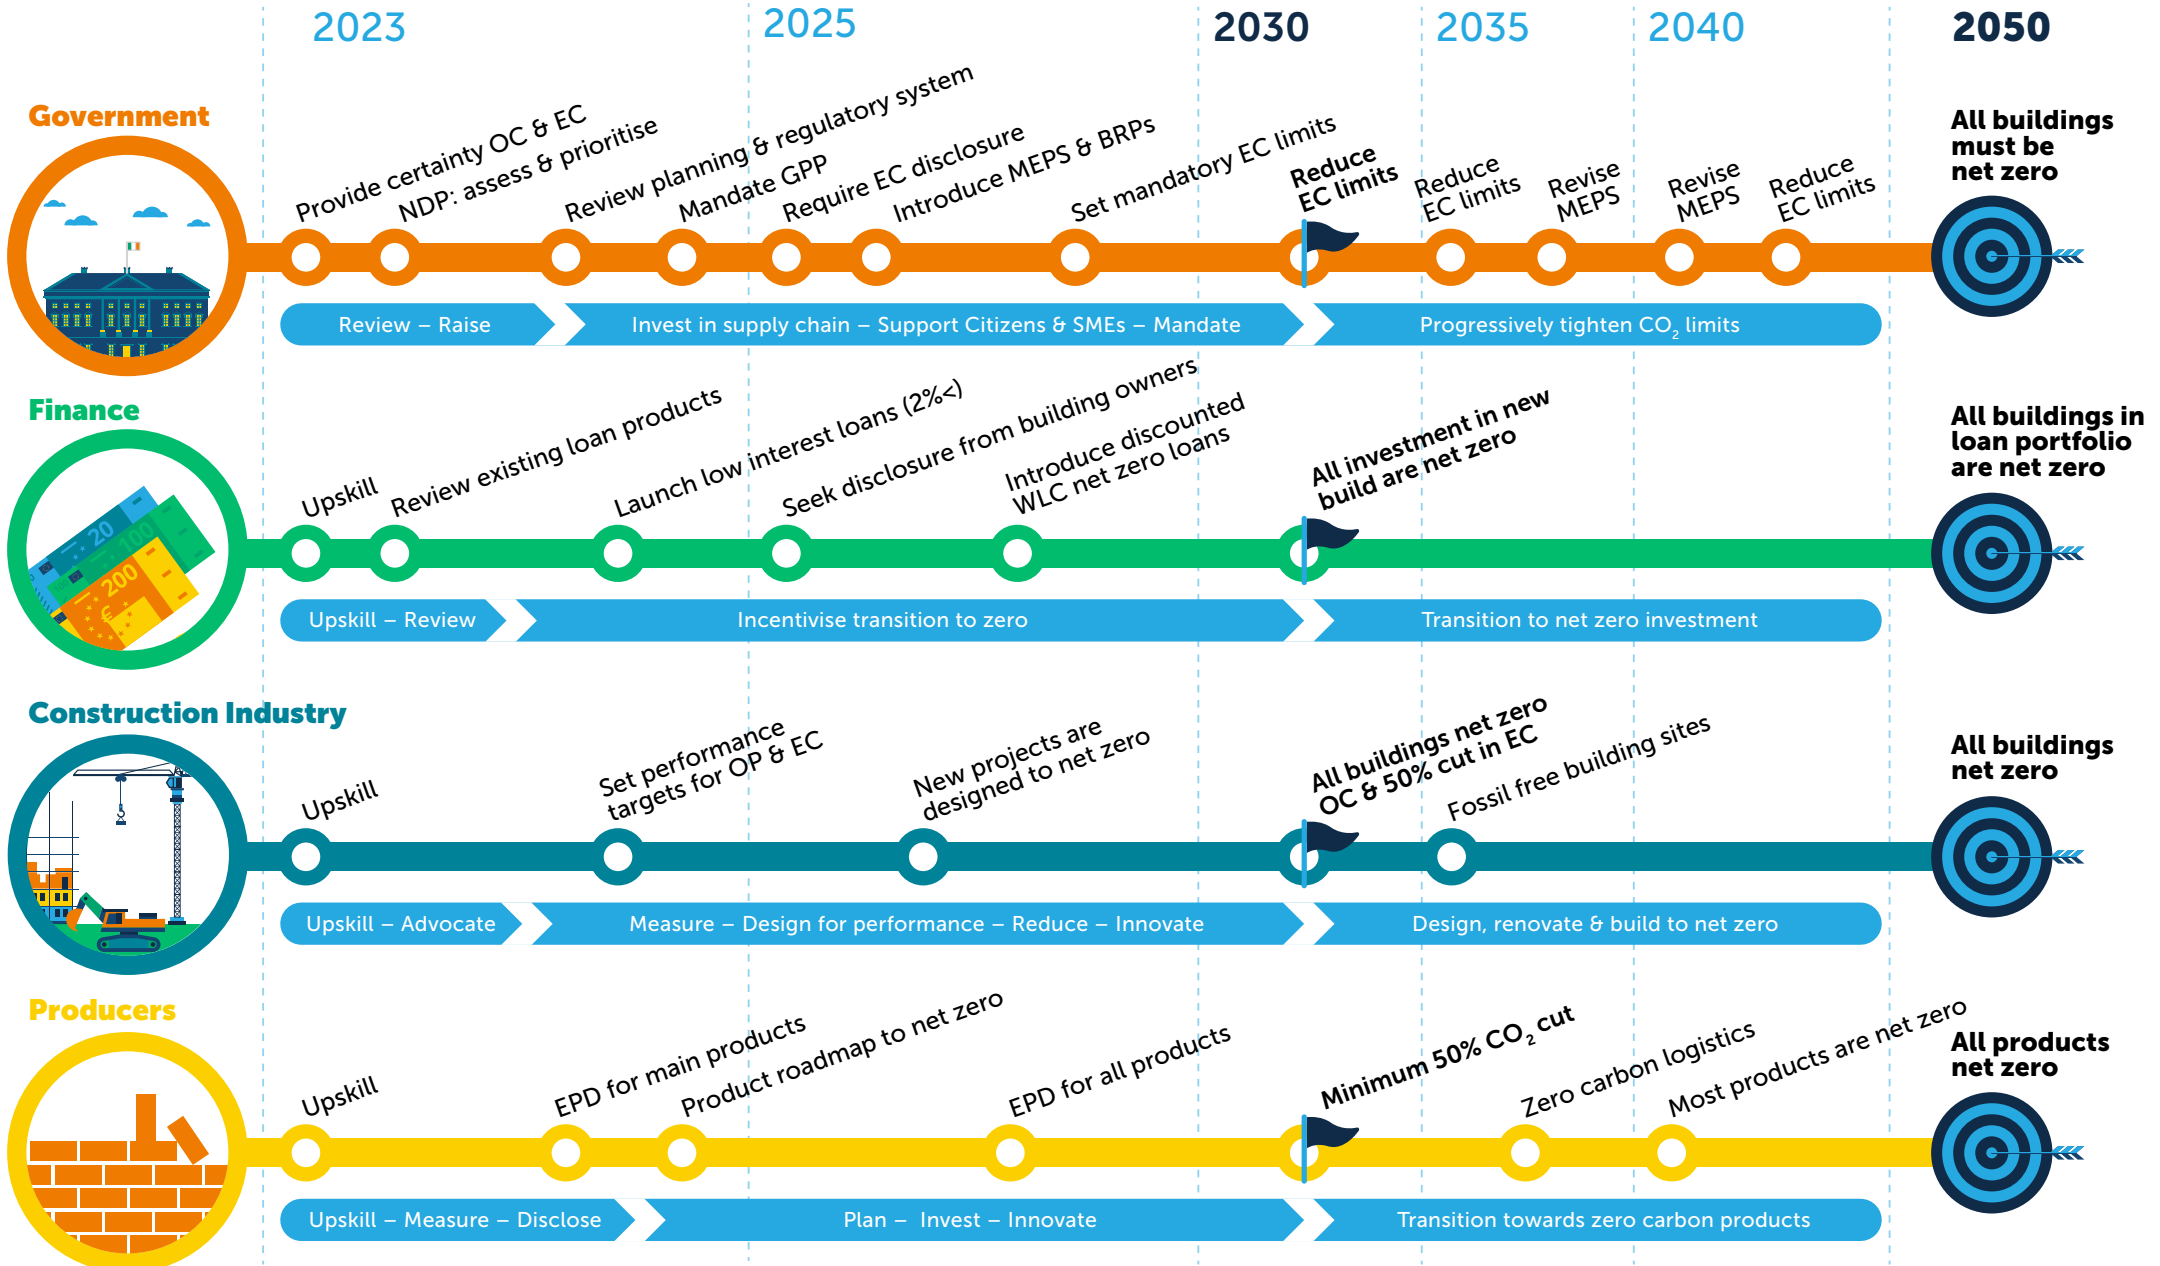 2023
2025
2030
2035
2040
2050
Government
Provide certainty OC & EC
NDP: assess & prioritise
Review planning & regulatory system
Mandate GPP
Require EC disclosure
Introduce MEPS & BRPs
Set mandatory EC limits
Reduce
EC limits
Reduce
EC limits
Revise
MEPS
Revise
MEPS
Reduce
EC limits
All buildings
must be
net zero
Review – Raise
Invest in supply chain – Support Citizens & SMEs – Mandate
Progressively tighten CO₂ limits
Finance
Upskill
Review existing loan products
Launch low interest loans (2%<)
Seek disclosure from building owners
Introduce discounted
WLC net zero loans
All investment in new
build are net zero
All buildings in
loan portfolio
are net zero
20
100
200
€
Upskill – Review
Incentivise transition to zero
Transition to net zero investment
Construction Industry
Upskill
Set performance
targets for OP & EC
New projects are
designed to net zero
All buildings net zero
OC & 50% cut in EC
Fossil free building sites
All buildings
net zero
Upskill – Advocate
Measure – Design for performance – Reduce – Innovate
Design, renovate & build to net zero
Producers
Upskill
EPD for main products
Product roadmap to net zero
EPD for all products
Minimum 50% CO₂ cut
Zero carbon logistics
Most products are net zero
All products
net zero
Upskill – Measure – Disclose
Plan – Invest – Innovate
Transition towards zero carbon products